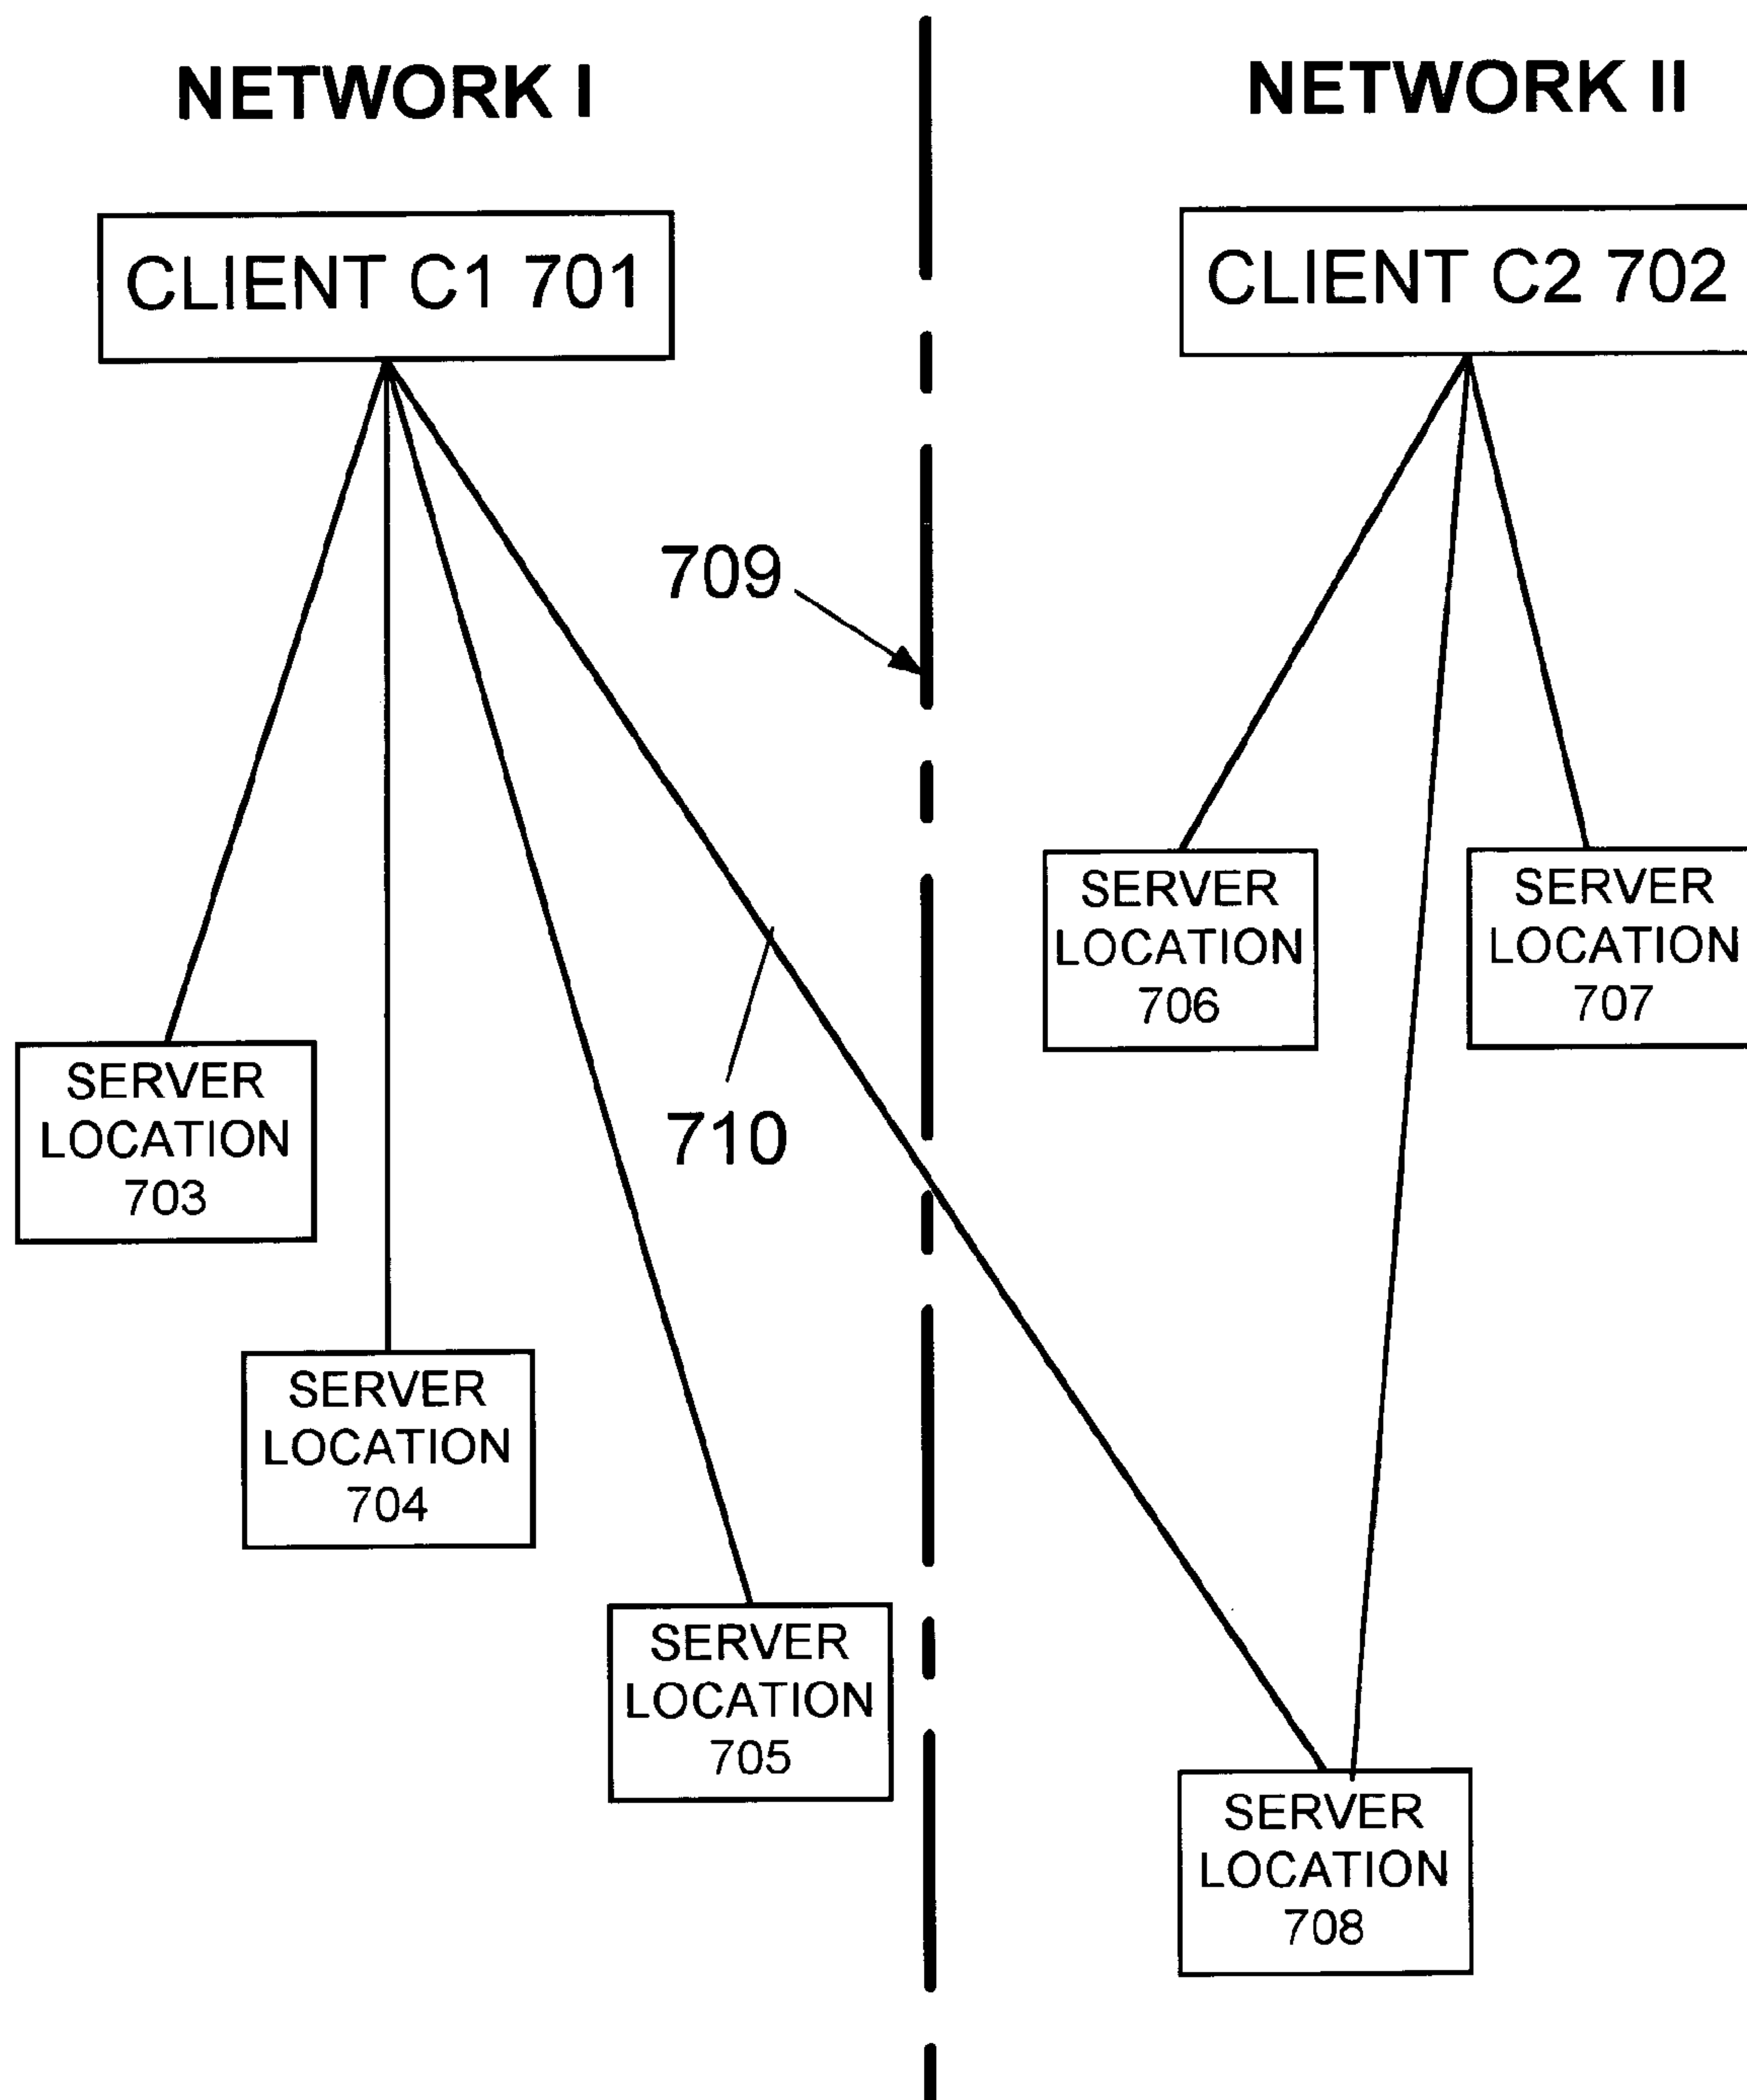 NETWORK I
NETWORK II
CLIENT C1 701
CLIENT C2 702
709
SERVER
LOCATION
706
SERVER
LOCATION
707
SERVER
LOCATION
703
710
SERVER
LOCATION
704
SERVER
LOCATION
705
SERVER
LOCATION
708